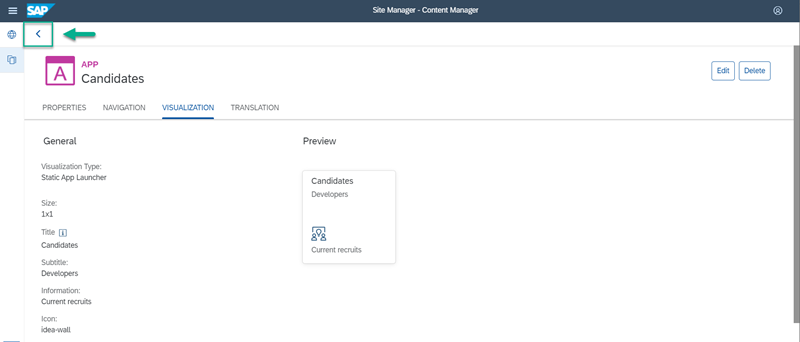 SAP
Site Manager - Content Manager
A
APP
Candidates
Edit
Delete
PROPERTIES
NAVIGATION
VISUALIZATION
TRANSLATION
General
Visualization Type:
Static App Launcher
Size:
1x1
Title
Candidates
Subtitle:
Developers
Information:
Current recruits
Icon:
idea-wall
Preview
Candidates
Developers
Current recruits